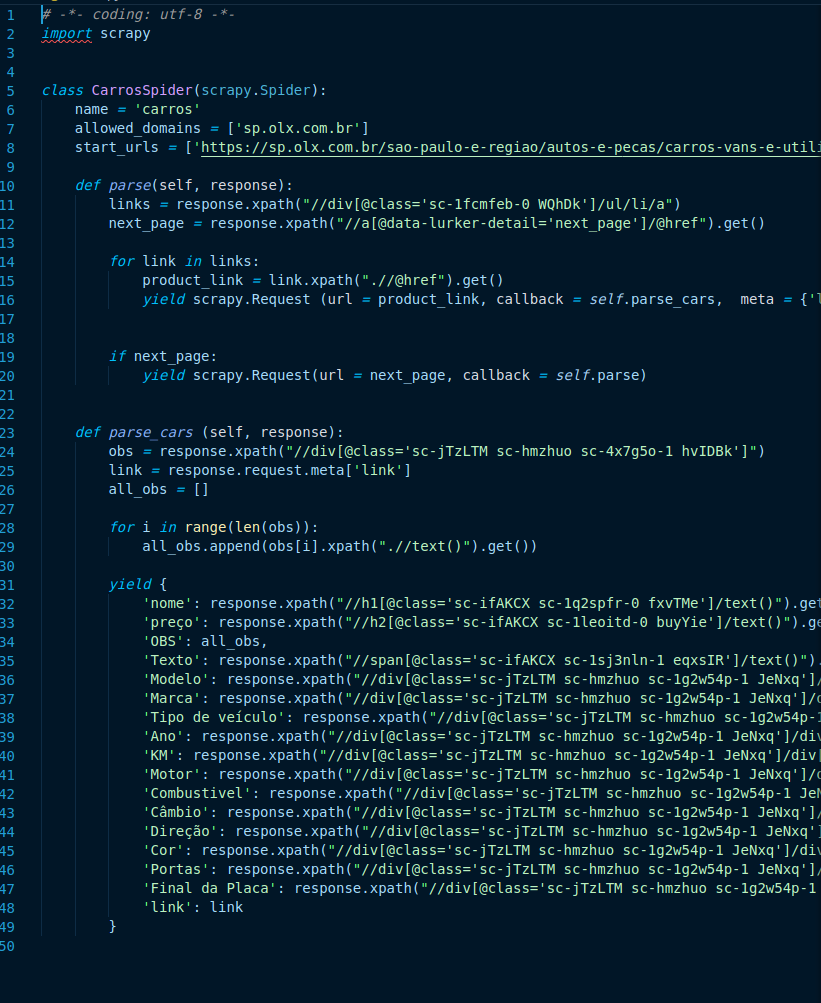 1 # -*- coding: utf-8 -*-
2 import scrapy
3
4
5 class CarrosSpider(scrapy.Spider):
6     name = 'carros'
7     allowed_domains = ['sp.olx.com.br']
8     start_urls = ['https://sp.olx.com.br/sao-paulo-e-regiao/autos-e-pecas/carros-vans-e-utili
9
10     def parse(self, response):
11         links = response.xpath("//div[@class='sc-1fcmfeb-0 WQhDk']/ul/li/a")
12         next_page = response.xpath("//a[@data-lurker-detail='next_page']/@href").get()
13
14         for link in links:
15             product_link = link.xpath(".//@href").get()
16             yield scrapy.Request (url = product_link, callback = self.parse_cars,  meta = {'l
17
18
19         if next_page:
20             yield scrapy.Request(url = next_page, callback = self.parse)
21
22
23     def parse_cars (self, response):
24         obs = response.xpath("//div[@class='sc-jTzLTM sc-hmzhuo sc-4x7g5o-1 hvIDBk']")
25         link = response.request.meta['link']
26         all_obs = []
27
28         for i in range(len(obs)):
29             all_obs.append(obs[i].xpath(".//text()").get())
30
31         yield {
32             'nome': response.xpath("//h1[@class='sc-ifAKCX sc-1q2spfr-0 fxvTMe']/text()").get
33             'preço': response.xpath("//h2[@class='sc-ifAKCX sc-1leoitd-0 buyYie']/text()").ge
34             'OBS': all_obs,
35             'Texto': response.xpath("//span[@class='sc-ifAKCX sc-1sj3nln-1 eqxsIR']/text()").
36             'Modelo': response.xpath("//div[@class='sc-jTzLTM sc-hmzhuo sc-1g2w54p-1 JeNxq']/
37             'Marca': response.xpath("//div[@class='sc-jTzLTM sc-hmzhuo sc-1g2w54p-1 JeNxq']/d
38             'Tipo de veículo': response.xpath("//div[@class='sc-jTzLTM sc-hmzhuo sc-1g2w54p-1
39             'Ano': response.xpath("//div[@class='sc-jTzLTM sc-hmzhuo sc-1g2w54p-1 JeNxq']/div
40             'KM': response.xpath("//div[@class='sc-jTzLTM sc-hmzhuo sc-1g2w54p-1 JeNxq']/div[
41             'Motor': response.xpath("//div[@class='sc-jTzLTM sc-hmzhuo sc-1g2w54p-1 JeNxq']/d
42             'Combustivel': response.xpath("//div[@class='sc-jTzLTM sc-hmzhuo sc-1g2w54p-1 JeN
43             'Câmbio': response.xpath("//div[@class='sc-jTzLTM sc-hmzhuo sc-1g2w54p-1 JeNxq']/
44             'Direção': response.xpath("//div[@class='sc-jTzLTM sc-hmzhuo sc-1g2w54p-1 JeNxq']
45             'Cor': response.xpath("//div[@class='sc-jTzLTM sc-hmzhuo sc-1g2w54p-1 JeNxq']/div
46             'Portas': response.xpath("//div[@class='sc-jTzLTM sc-hmzhuo sc-1g2w54p-1 JeNxq']/
47             'Final da Placa': response.xpath("//div[@class='sc-jTzLTM sc-hmzhuo sc-1g2w54p-1
48             'link': link
49         }
50